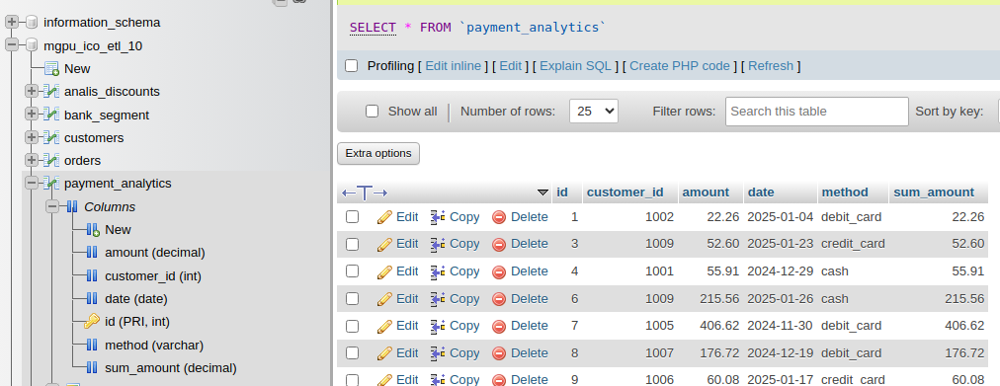 information_schema
mgpu_ico_etl_10
New
analis_discounts
bank_segment
customers
orders
payment_analytics
Columns
New
amount (decimal)
customer_id (int)
date (date)
id (PRI, int)
method (varchar)
sum_amount (decimal)
SELECT * FROM `payment_analytics`
Profiling [ Edit inline ] [ Edit ] [ Explain SQL ] [ Create PHP code ] [ Refresh ]
Show all Number of rows: 25 Filter rows: Search this table Sort by key:
Extra options
id customer_id amount date method sum_amount
Edit Copy Delete 1 1002 22.26 2025-01-04 debit_card 22.26
Edit Copy Delete 3 1009 52.60 2025-01-23 credit_card 52.60
Edit Copy Delete 4 1001 55.91 2024-12-29 cash 55.91
Edit Copy Delete 6 1009 215.56 2025-01-26 cash 215.56
Edit Copy Delete 7 1005 406.62 2024-11-30 debit_card 406.62
Edit Copy Delete 8 1007 176.72 2024-12-19 debit_card 176.72
Edit Copy Delete 9 1006 60.08 2025-01-17 credit_card 60.08